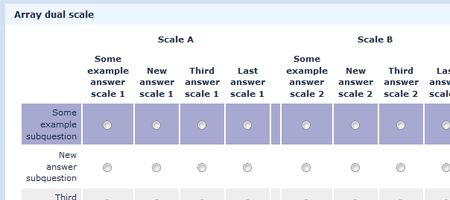 Array dual scale
Scale A Scale B
Some New Third Last Some New Third
example answer answer answer example answer answer answer
answer scale 1 scale 1 scale 1 answer scale 2 scale 2
scale 1 scale 2
Some
example
subquestion
New
answer
subquestion
Third